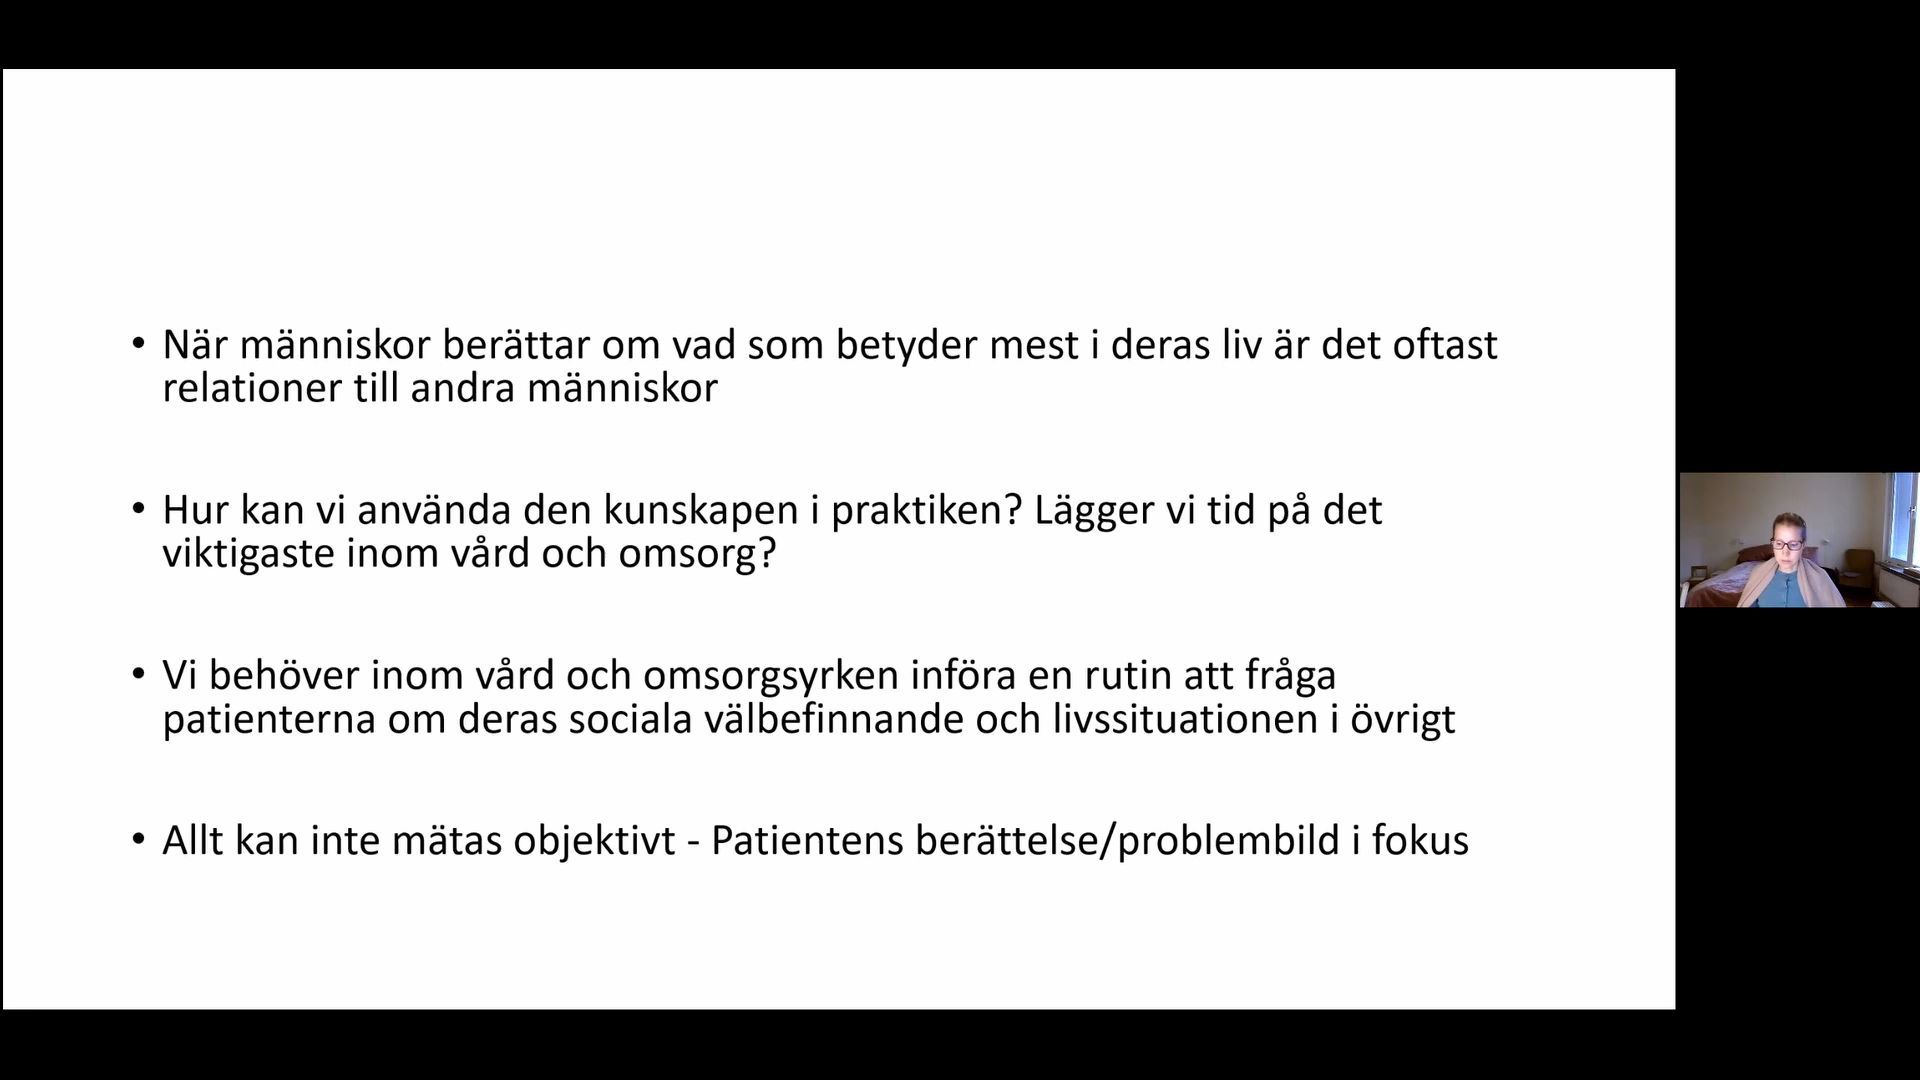 • När människor berättar om vad som betyder mest i deras liv är det oftast
relationer till andra människor
• Hur kan vi använda den kunskapen i praktiken? Lägger vi tid på det
viktigaste inom vård och omsorg?
• Vi behöver inom vård och omsorgsyrken införa en rutin att fråga
patienterna om deras sociala välbefinnande och livssituationen i övrigt
• Allt kan inte mätas objektivt - Patientens berättelse/problembild i fokus